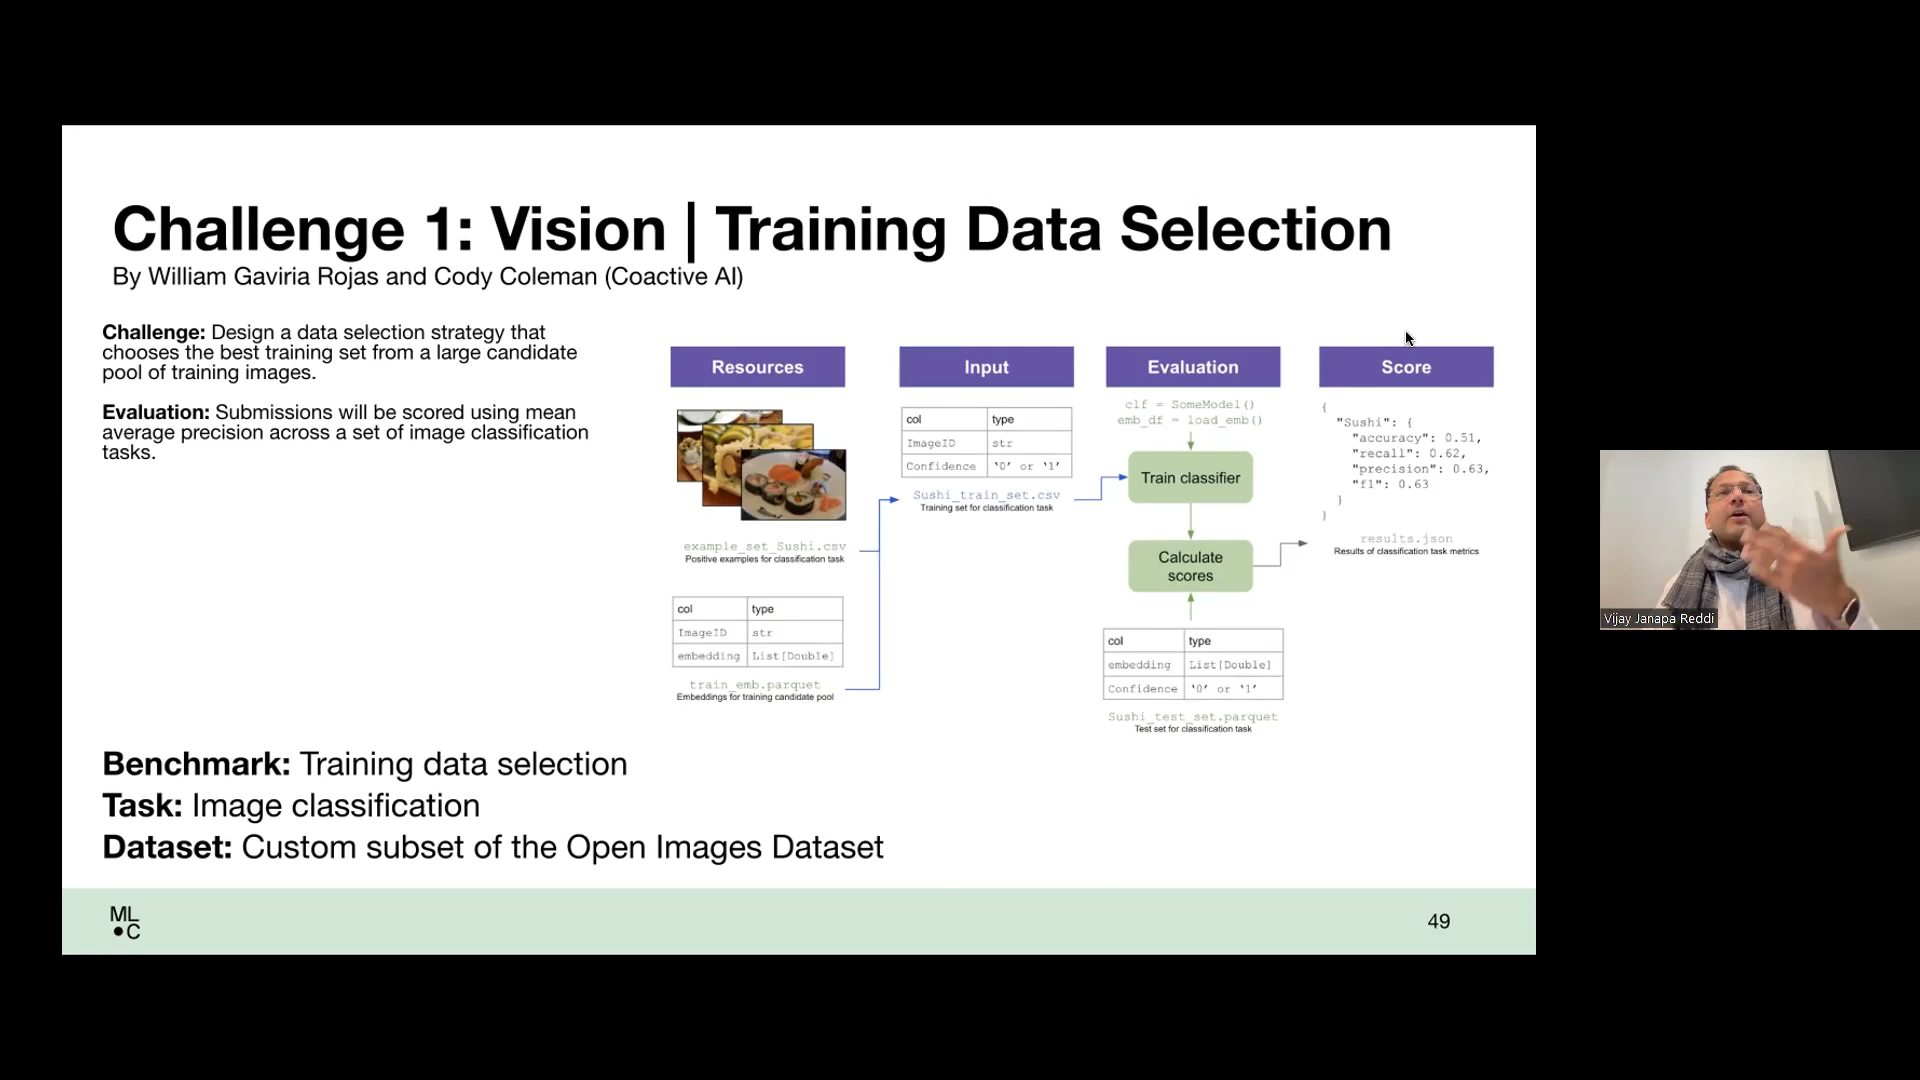 Challenge 1: Vision | Training Data Selection
By William Gaviria Rojas and Cody Coleman (Coactive AI)
Challenge: Design a data selection strategy that
chooses the best training set from a large candidate
pool of training images.
Evaluation: Submissions will be scored using mean
average precision across a set of image classification
tasks.
Resources
example_set_Sushi.csv
Positive examples for classification task
col type
ImageID str
embedding List[Double]
train_emb.parquet
Embeddings for training candidate pool
Input
col type
ImageID str
Confidence ‘0’ or ‘1’
Sushi_train_set.csv
Training set for classification task
Evaluation
clf = SomeModel()
emb_df = load_emb()
Train classifier
Calculate
scores
col type
embedding List[Double]
Confidence ‘0’ or ‘1’
Sushi_test_set.parquet
Test set for classification task
Score
{
"Sushi": {
"accuracy": 0.51,
"recall": 0.62,
"precision": 0.63,
"f1": 0.63
}
}
results.json
Results of classification task metrics
Vijay Janapa Reddi
Benchmark: Training data selection
Task: Image classification
Dataset: Custom subset of the Open Images Dataset
ML
C
49